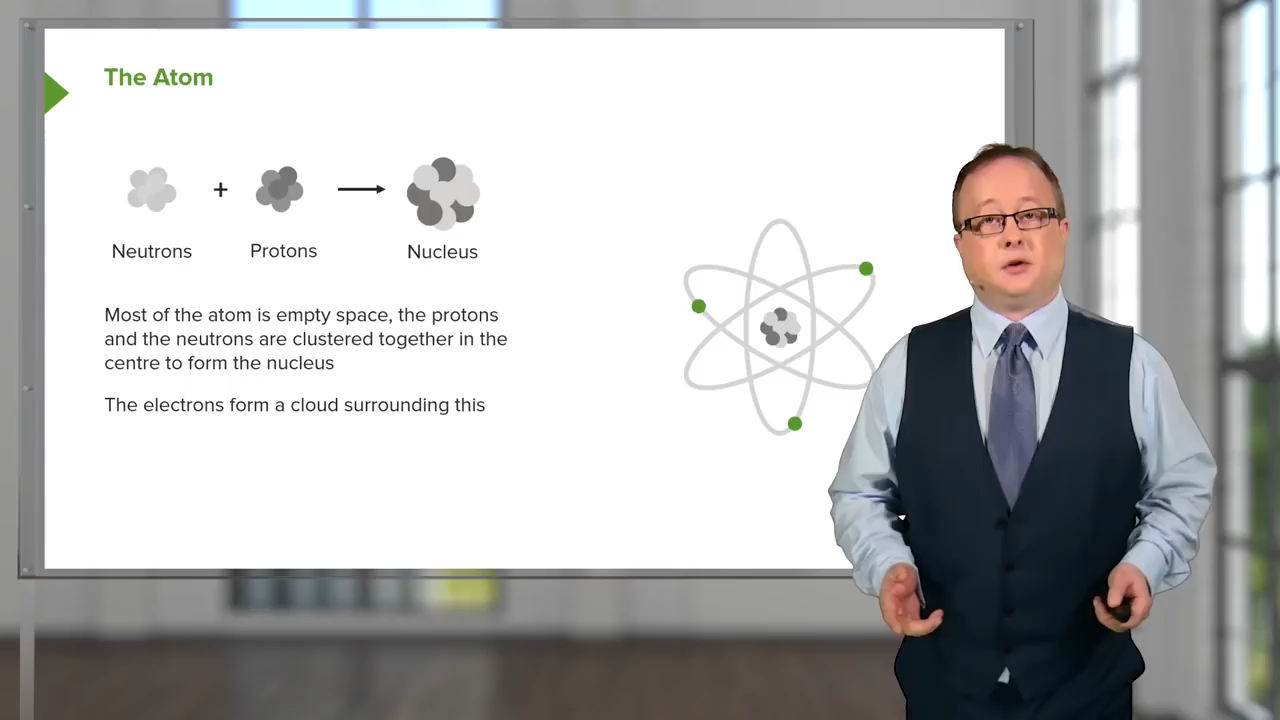 The Atom
+
Neutrons
Protons
Nucleus
Most of the atom is empty space, the protons
and the neutrons are clustered together in the
centre to form the nucleus
The electrons form a cloud surrounding this